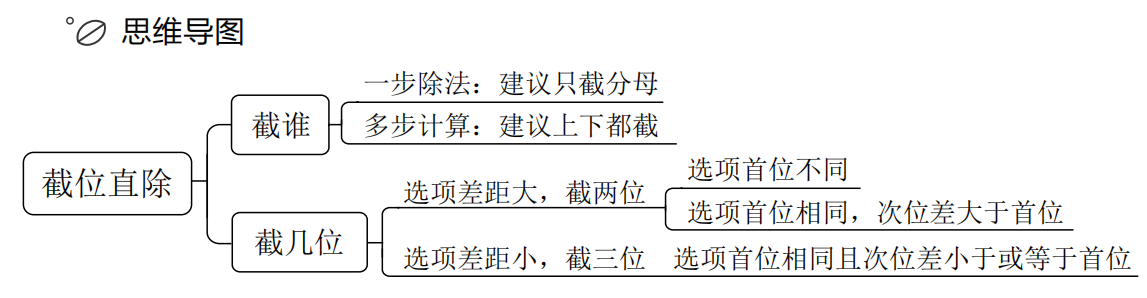 思维导图
一步除法：建议只截分母
截谁
多步计算：建议上下都截
截位直除
选项首位不同
选项差距大，截两位
选项首位相同，次位差大于首位
截几位
选项差距小，截三位 选项首位相同且次位差小于或等于首位